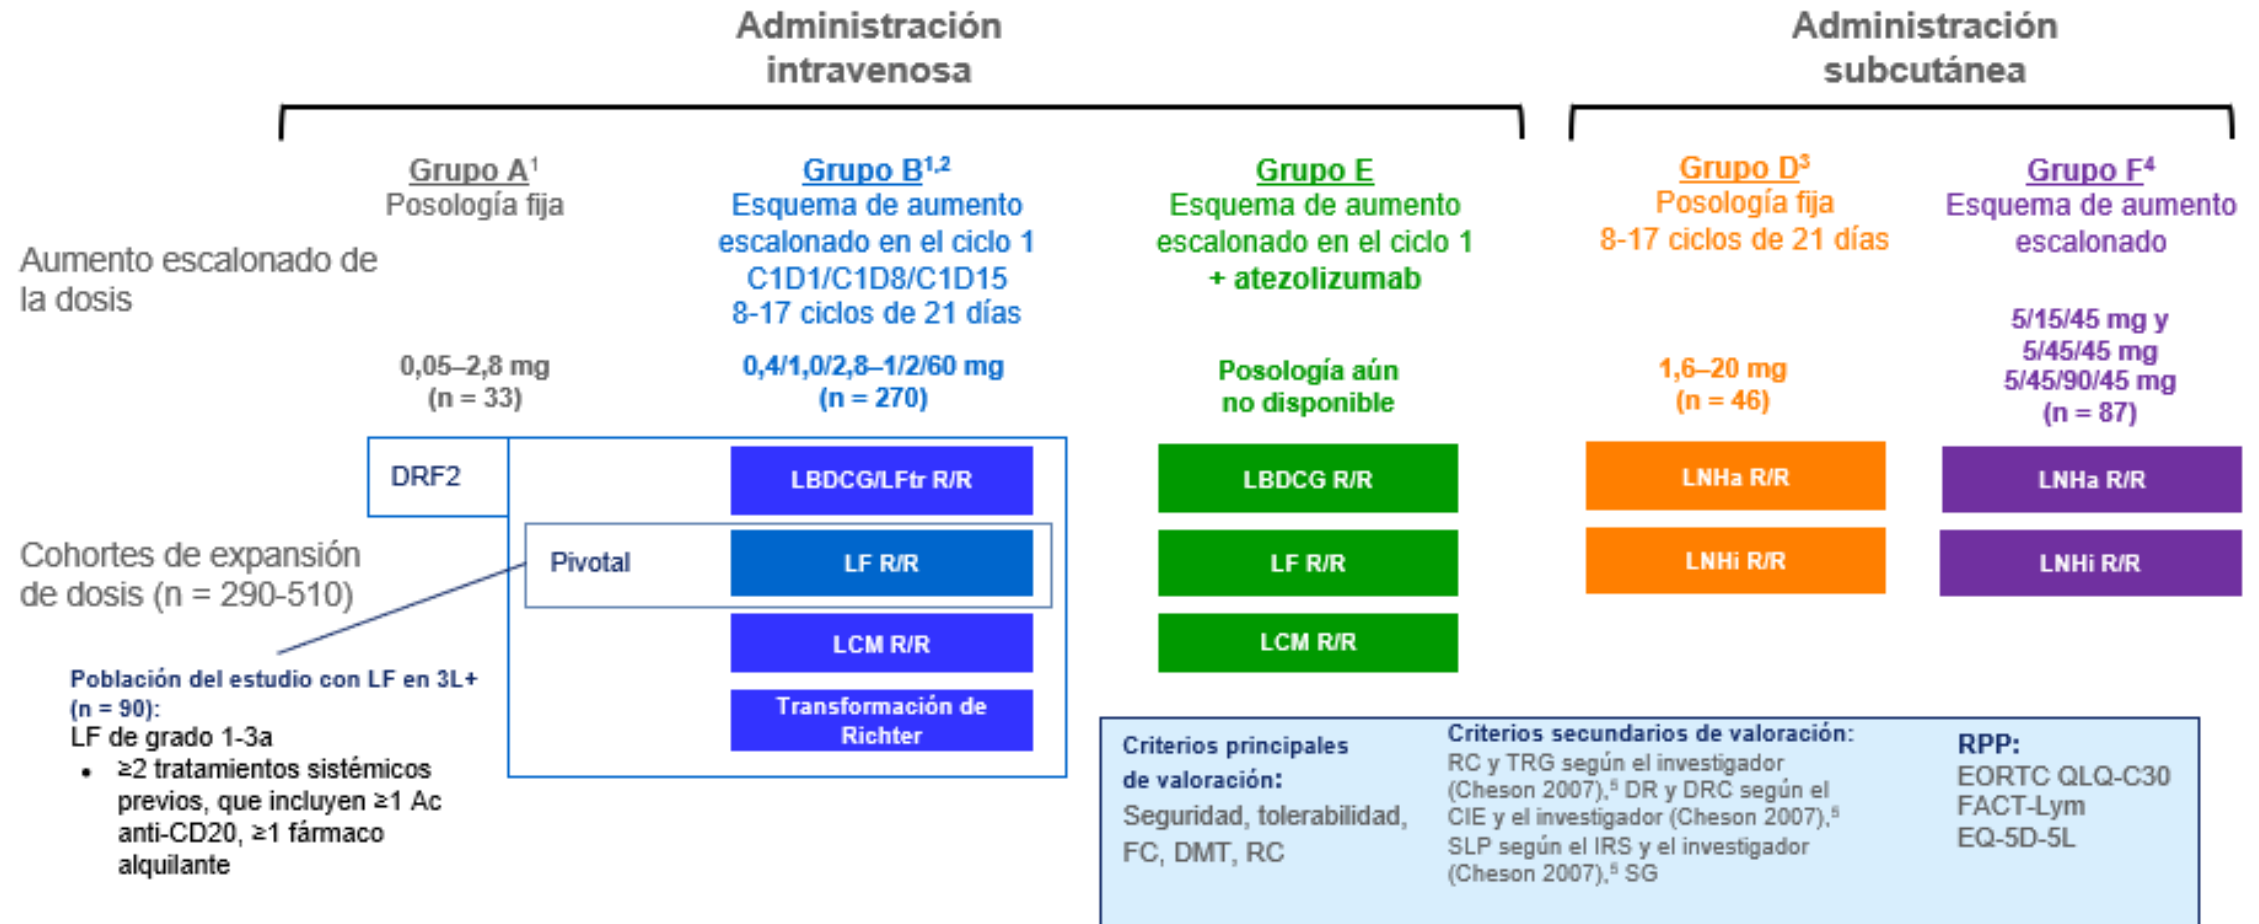 Administración
intravenosa
Administración
subcutánea
Grupo A¹
Posología fija
Grupo B¹,²
Esquema de aumento
escalonado en el ciclo 1
C1D1/C1D8/C1D15
8-17 ciclos de 21 días
Grupo E
Esquema de aumento
escalonado en el ciclo 1
+ atezolizumab
Grupo D³
Posología fija
8-17 ciclos de 21 días
Grupo F⁴
Esquema de aumento
escalonado
Aumento escalonado de
la dosis
0,05–2,8 mg
(n = 33)
0,4/1,0/2,8–1/2/60 mg
(n = 270)
Posología aún
no disponible
1,6–20 mg
(n = 46)
5/15/45 mg y
5/45/45 mg
5/45/90/45 mg
(n = 87)
Cohortes de expansión
de dosis (n = 290-510)
DRF2
Pivotal
LBDCG/LFtr R/R
LF R/R
LCM R/R
Transformación de
Richter
LBDCG R/R
LF R/R
LCM R/R
LNHa R/R
LNHi R/R
LNHa R/R
LNHi R/R
Población del estudio con LF en 3L+
(n = 90):
LF de grado 1-3a
• ≥2 tratamientos sistémicos
previos, que incluyen ≥1 Ac
anti-CD20, ≥1 fármaco
alquilante
Criterios principales
de valoración:
Seguridad, tolerabilidad,
FC, DMT, RC
Criterios secundarios de valoración:
RC y TRG según el investigador
(Cheson 2007),⁵ DR y DRC según el
CIE y el investigador (Cheson 2007),⁵
SLP según el IRS y el investigador
(Cheson 2007),⁵ SG
RPP:
EORTC QLQ-C30
FACT-Lym
EQ-5D-5L